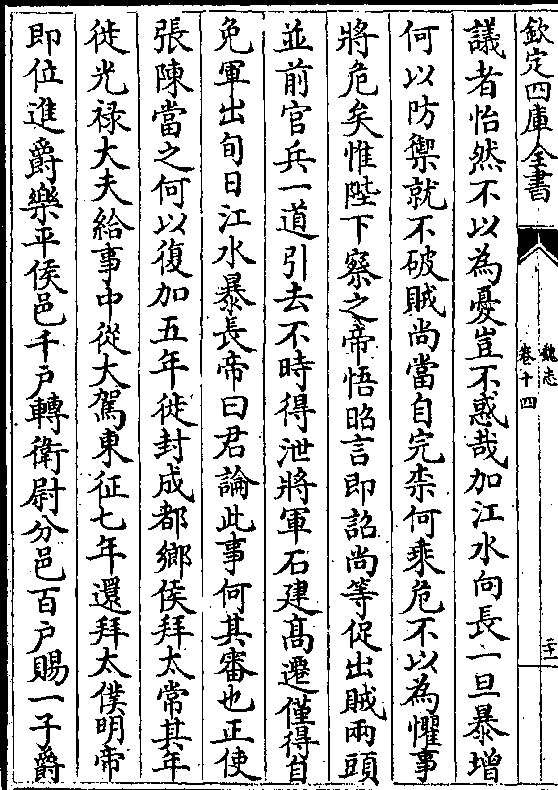 欽定四庫全書
魏志
卷十四
議者怡然不以為憂豈不惑哉加江水向長一旦暴增
何以防禦就不破賊尚當自完柰何乘危不以為懼事
將危矣惟陛下察之帝悟昭言即詔尚等促出賊兩頭
並前官兵一道引去不時得泄將軍石建髙遷僅得自
免軍出旬日江水暴長帝曰君論此事何其審也正使
張陳當之何以復加五年徙封成都鄉侯拜太常其年
徙光禄大夫給事中從大駕東征七年還拜太僕明帝
即位進爵樂平侯邑千户轉衛尉分邑百户賜一子爵